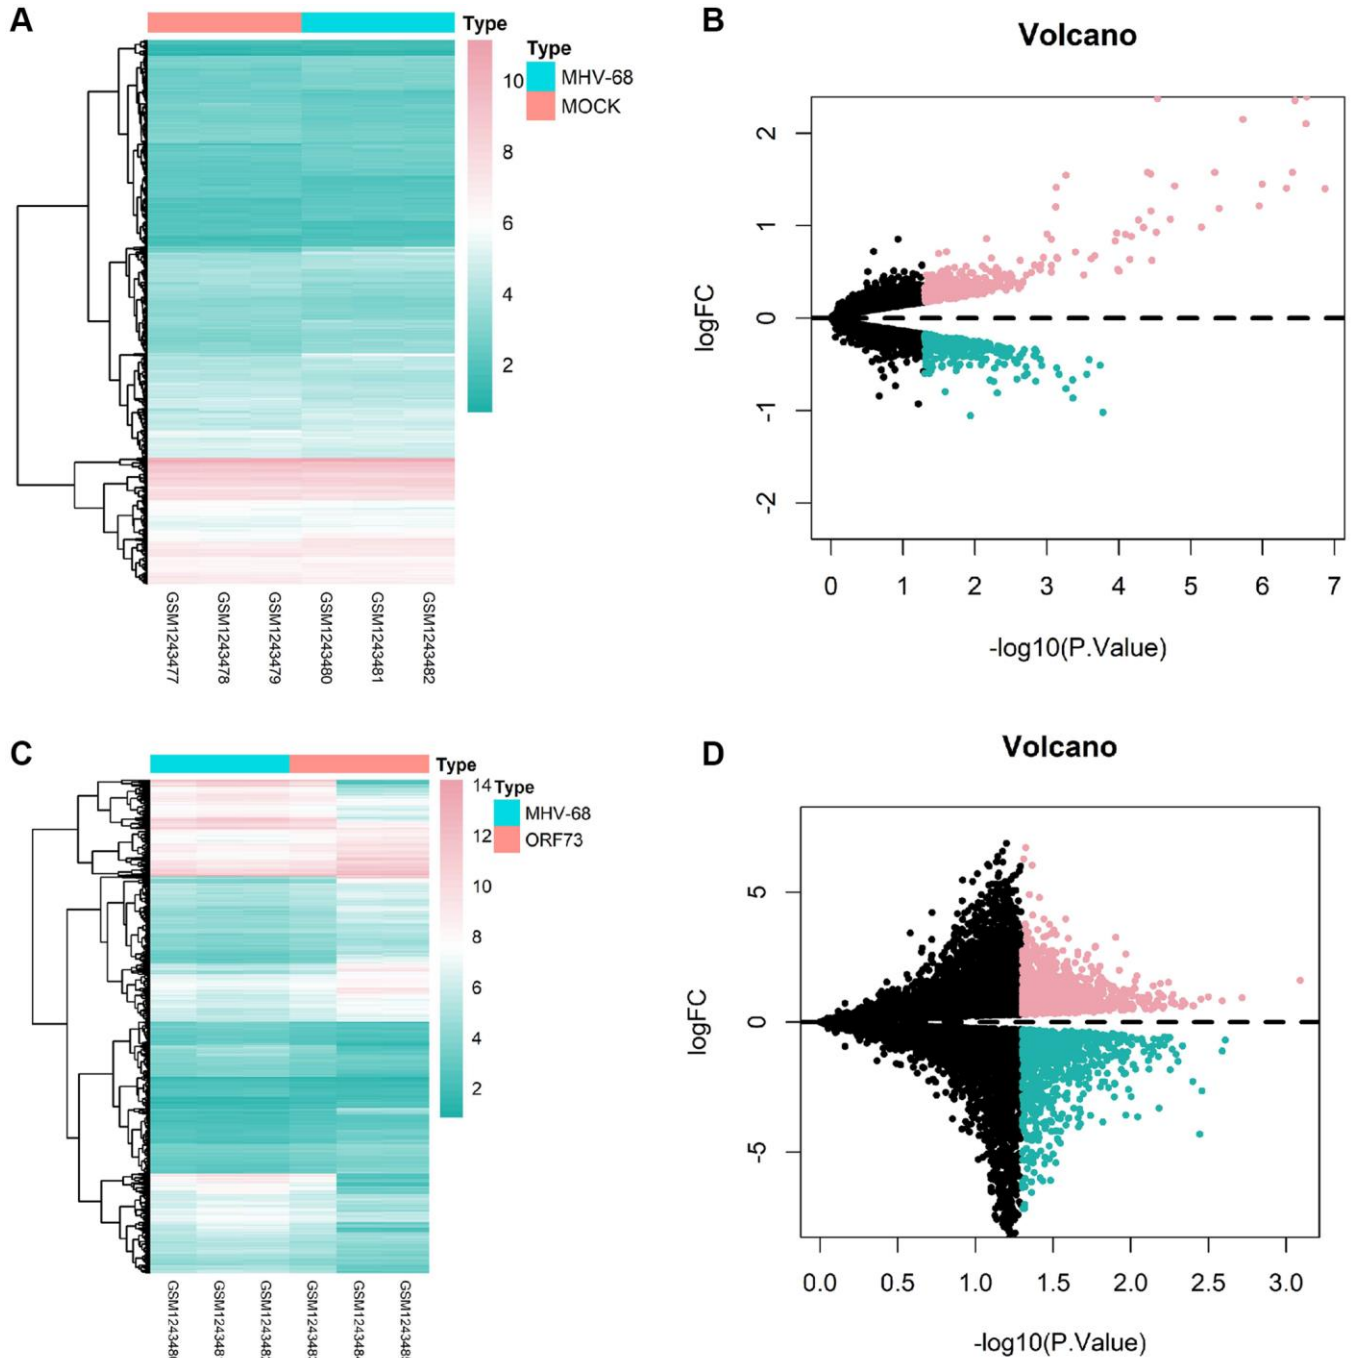 A
Type
Type
MHV-68
MOCK
10
8
6
4
2
GSM1243477
GSM1243478
GSM1243479
GSM1243480
GSM1243481
GSM1243482
B
Volcano
logFC
2
1
0
-1
-2
0 1 2 3 4 5 6 7
-log10(P.Value)
C
Type
Type
MHV-68
ORF73
14
12
10
8
6
4
2
D
Volcano
logFC
5
0
-5
0.0 0.5 1.0 1.5 2.0 2.5 3.0
-log10(P.Value)